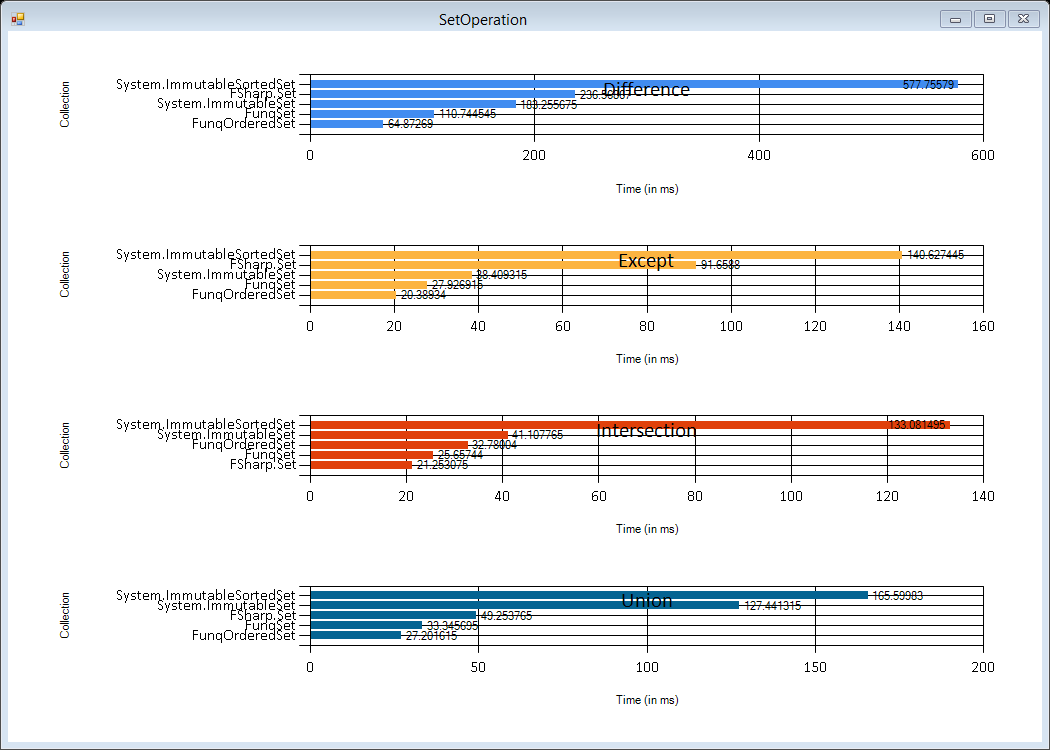 SetOperation
Difference
Collection
System.ImmutableSortedSet 577.75579
FSharp.Set
System.ImmutableSet 183.255675
FunqSet 110.744545
FunqOrderedSet 64.87269
0 200 400 600
Time (in ms)
Except
Collection
System.ImmutableSortedSet 140.627445
FSharp.Set 91.6588
System.ImmutableSet 38.409315
FunqSet 27.926915
FunqOrderedSet 20.38934
0 20 40 60 80 100 120 140 160
Time (in ms)
Intersection
Collection
System.ImmutableSortedSet 133.081495
System.ImmutableSet 41.107765
FunqOrderedSet 32.78004
FunqSet 25.65744
FSharp.Set 21.253075
0 20 40 60 80 100 120 140
Time (in ms)
Union
Collection
System.ImmutableSortedSet 165.59983
System.ImmutableSet 127.441315
FSharp.Set 49.253765
FunqSet 33.345695
FunqOrderedSet 27.201615
0 50 100 150 200
Time (in ms)